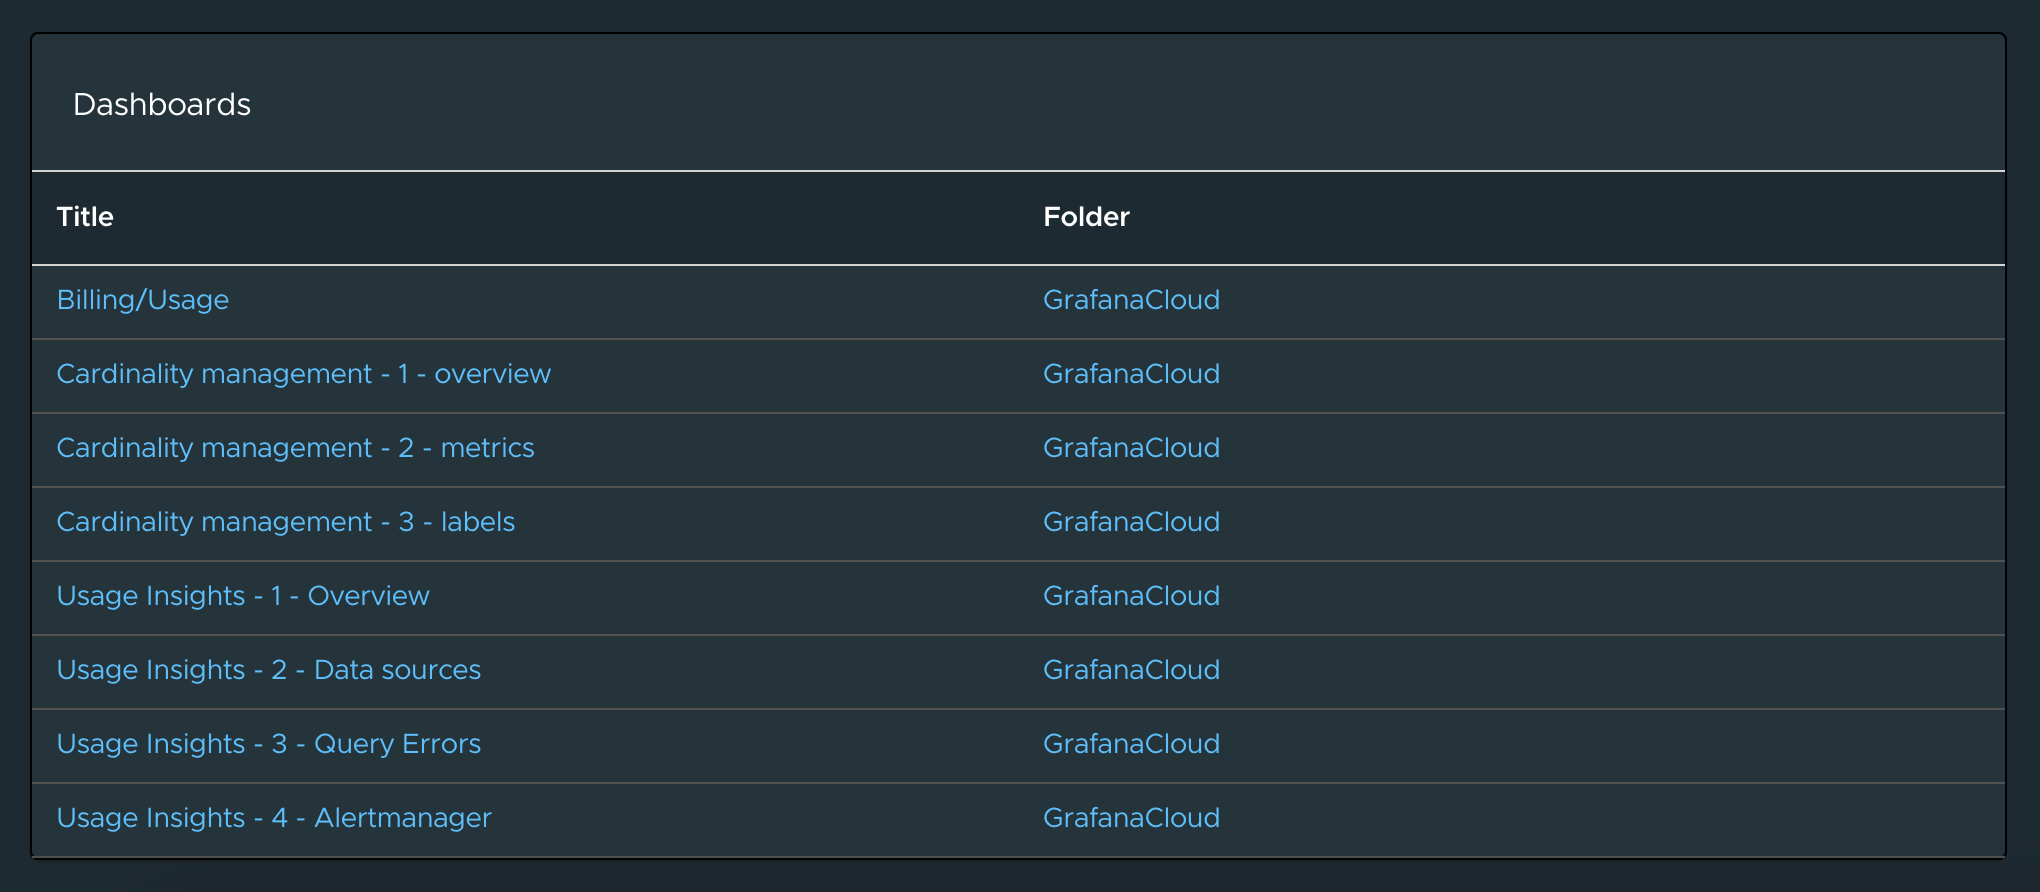 Dashboards
Title Folder
Billing/Usage GrafanaCloud
Cardinality management - 1 - overview GrafanaCloud
Cardinality management - 2 - metrics GrafanaCloud
Cardinality management - 3 - labels GrafanaCloud
Usage Insights - 1 - Overview GrafanaCloud
Usage Insights - 2 - Data sources GrafanaCloud
Usage Insights - 3 - Query Errors GrafanaCloud
Usage Insights - 4 - Alertmanager GrafanaCloud